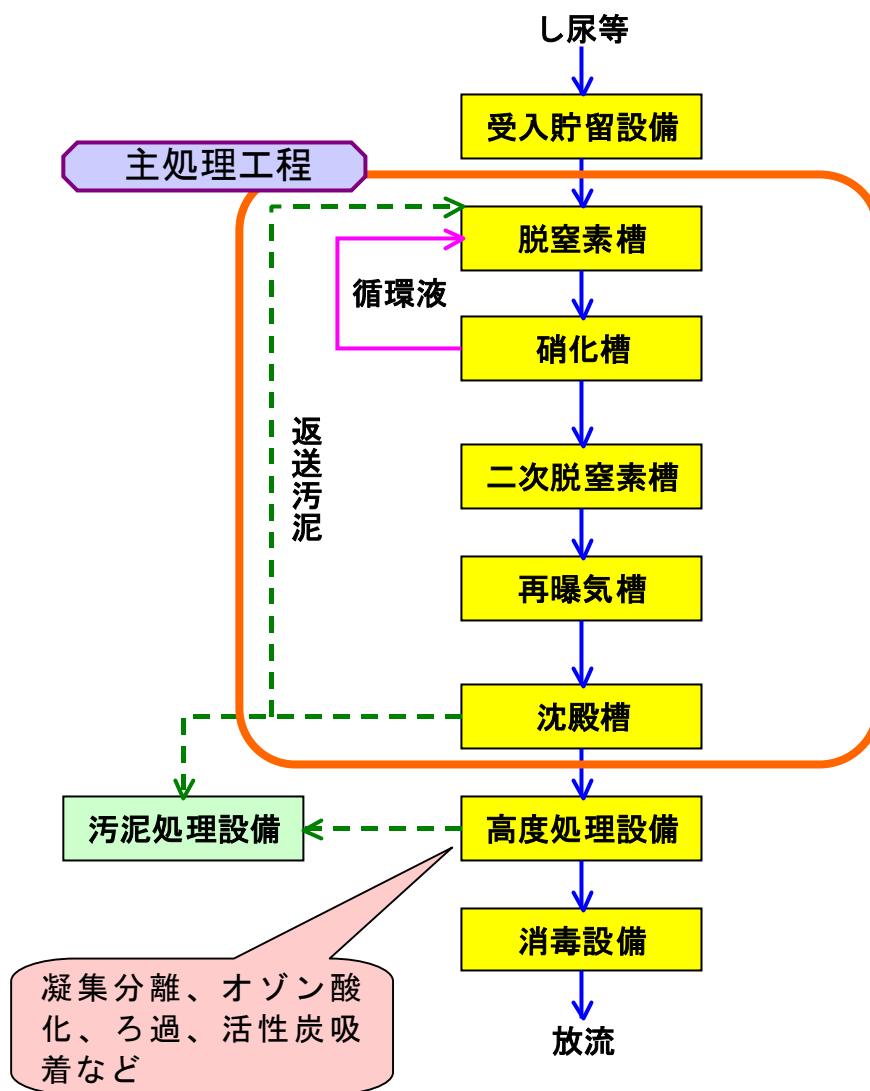 し尿等
受入貯留設備
主処理工程
脱窒素槽
循環液
硝化槽
返送汚泥
二次脱窒素槽
再曝気槽
沈殿槽
汚泥処理設備
高度処理設備
消毒設備
凝集分離、オゾン酸
化、ろ過、活性炭吸
着など
放流